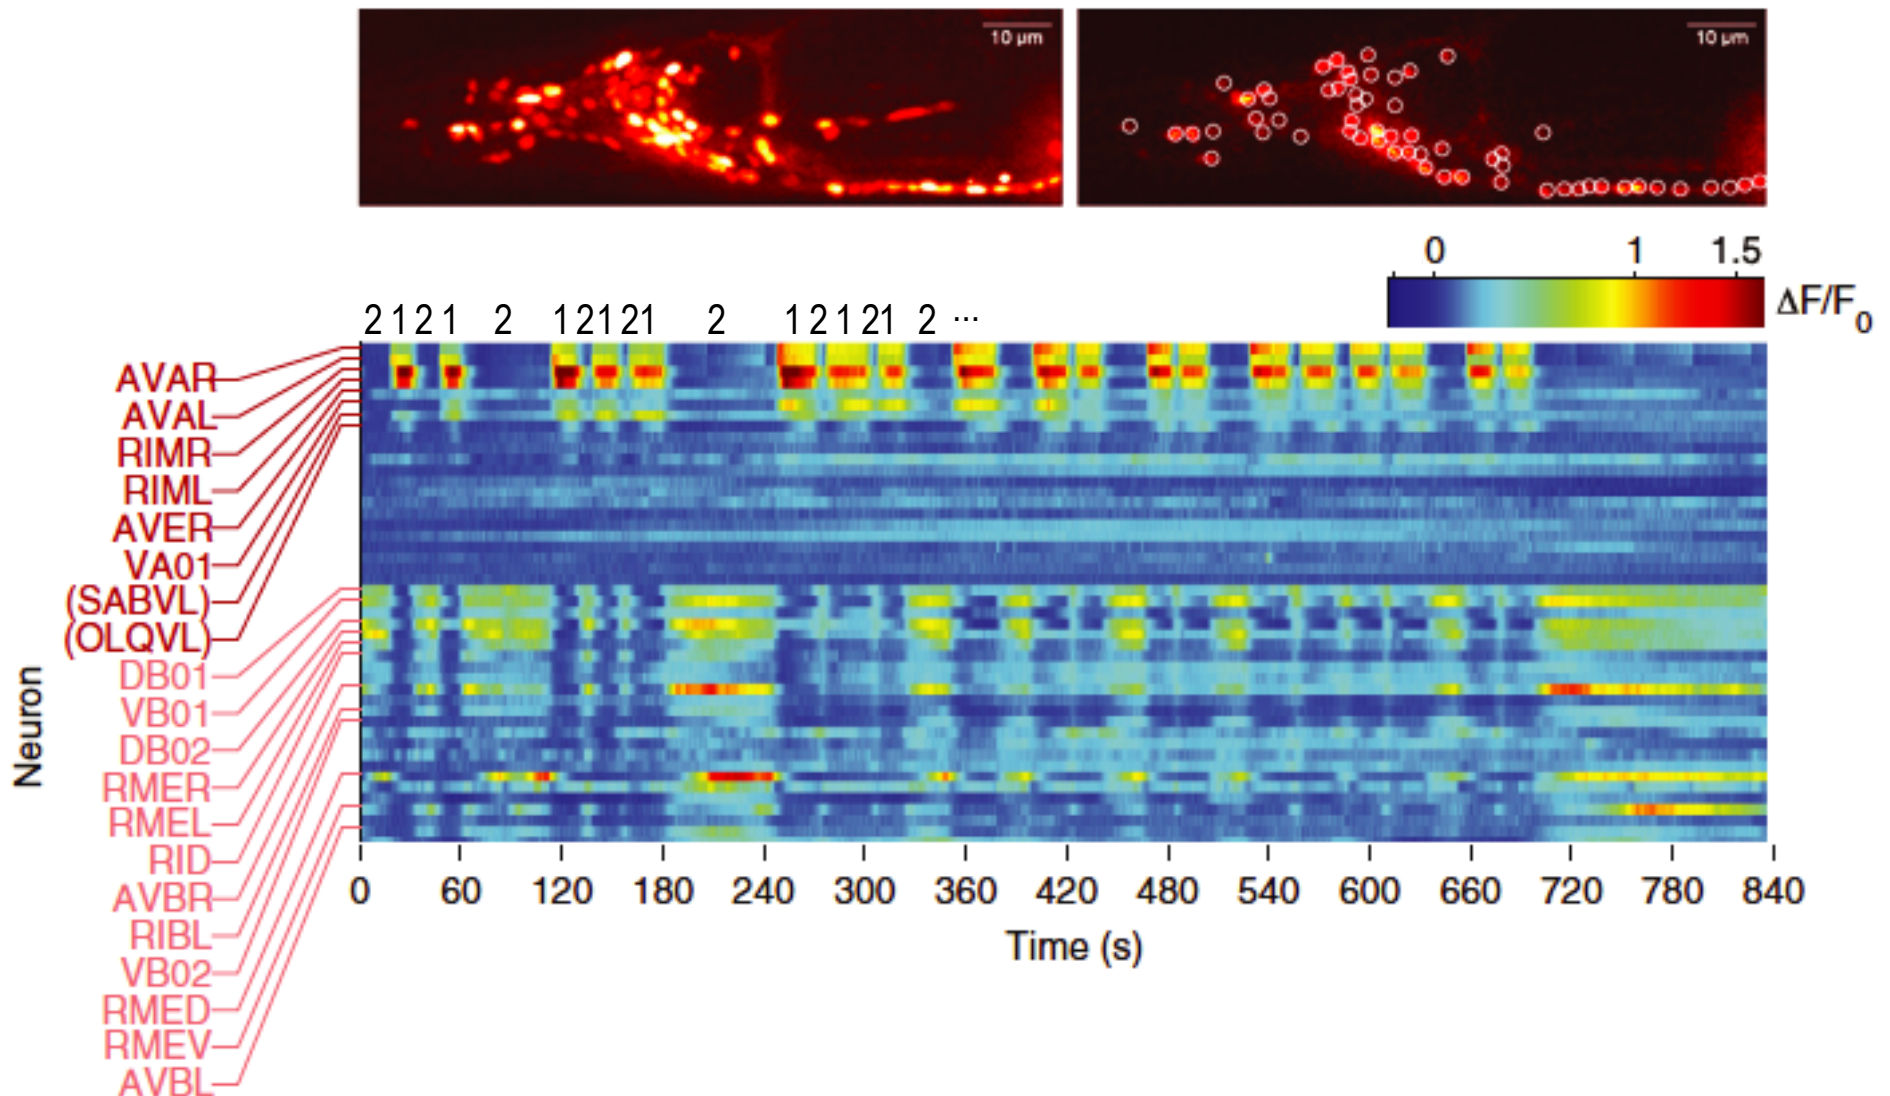 10 μm
10 μm
0 1 1.5
ΔF/F0
2 1 2 1 2 1 2 1 2 1 2 1 2 1 2 1 2 ...
AVAR
AVAL
RIMR
RIML
AVER
VA01
(SABVL)
(OLQVL)
DB01
VB01
DB02
RMER
RMEL
RID
AVBR
RIBL
VB02
RMED
RMEV
AVBL
Neuron
0 60 120 180 240 300 360 420 480 540 600 660 720 780 840
Time (s)